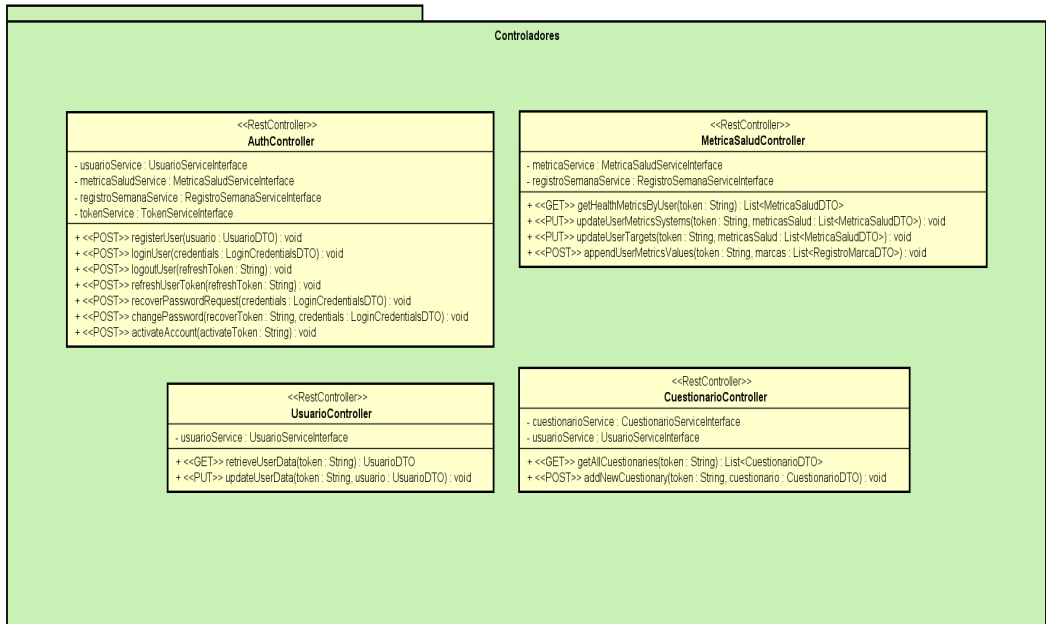 Controladores
<<RestController>>
AuthController
- usuarioService : UsuarioServiceInterface
- metricaSaludService : MetricaSaludServiceInterface
- registroSemanaService : RegistroSemanaServiceInterface
- tokenService : TokenServiceInterface
+ <<POST>> registerUser(usuario : UsuarioDTO) : void
+ <<POST>> loginUser(credentials : LoginCredentialsDTO) : void
+ <<POST>> logoutUser(refreshToken : String) : void
+ <<POST>> refreshUserToken(refreshToken : String) : void
+ <<POST>> recoverPasswordRequest(credentials : LoginCredentialsDTO) : void
+ <<POST>> changePassword(recoverToken : String, credentials : LoginCredentialsDTO) : void
+ <<POST>> activateAccount(activateToken : String) : void
<<RestController>>
MetricaSaludController
- metricaService : MetricaSaludServiceInterface
- registroSemanaService : RegistroSemanaServiceInterface
+ <<GET>> getHealthMetricsByUser(token : String) : List<MetricaSaludDTO>
+ <<PUT>> updateUserMetricsSystems(token : String, metricasSalud : List<MetricaSaludDTO>) : void
+ <<PUT>> updateUserTargets(token : String, metricasSalud : List<MetricaSaludDTO>) : void
+ <<POST>> appendUserMetricsValues(token : String, marcas : List<RegistroMarcaDTO>) : void
<<RestController>>
UsuarioController
- usuarioService : UsuarioServiceInterface
+ <<GET>> retrieveUserData(token : String) : UsuarioDTO
+ <<PUT>> updateUserData(token : String, usuario : UsuarioDTO) : void
<<RestController>>
CuestionarioController
- cuestionarioService : CuestionarioServiceInterface
- usuarioService : UsuarioServiceInterface
+ <<GET>> getAllCuestionaries(token : String) : List<CuestionarioDTO>
+ <<POST>> addNewCuestionary(token : String, cuestionario : CuestionarioDTO) : void